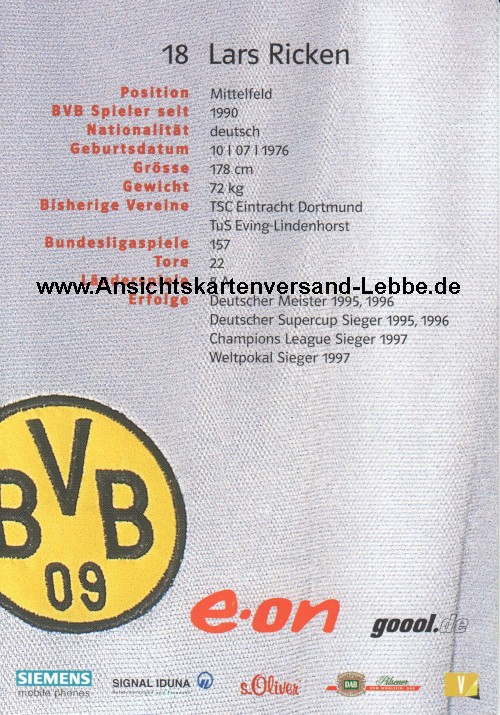 18 Lars Ricken
Position Mittelfeld
BVB Spieler seit 1990
Nationalität deutsch
Geburtsdatum 10 | 07 | 1976
Grösse 178 cm
Gewicht 72 kg
Bisherige Vereine TSC Eintracht Dortmund
TuS Eving-Lindenhorst
Bundesligaspiele 157
Tore 22
Länderspiele 8 A
www.Ansichtskartenversand-Lebbe.de
Erfolge Deutscher Meister 1995, 1996
Deutscher Supercup Sieger 1995, 1996
Champions League Sieger 1997
Weltpokal Sieger 1997
BVB
09
e·on
goool.de
SIEMENS
mobile phones
SIGNAL IDUNA
s.Oliver
DAB
Pilsener
V